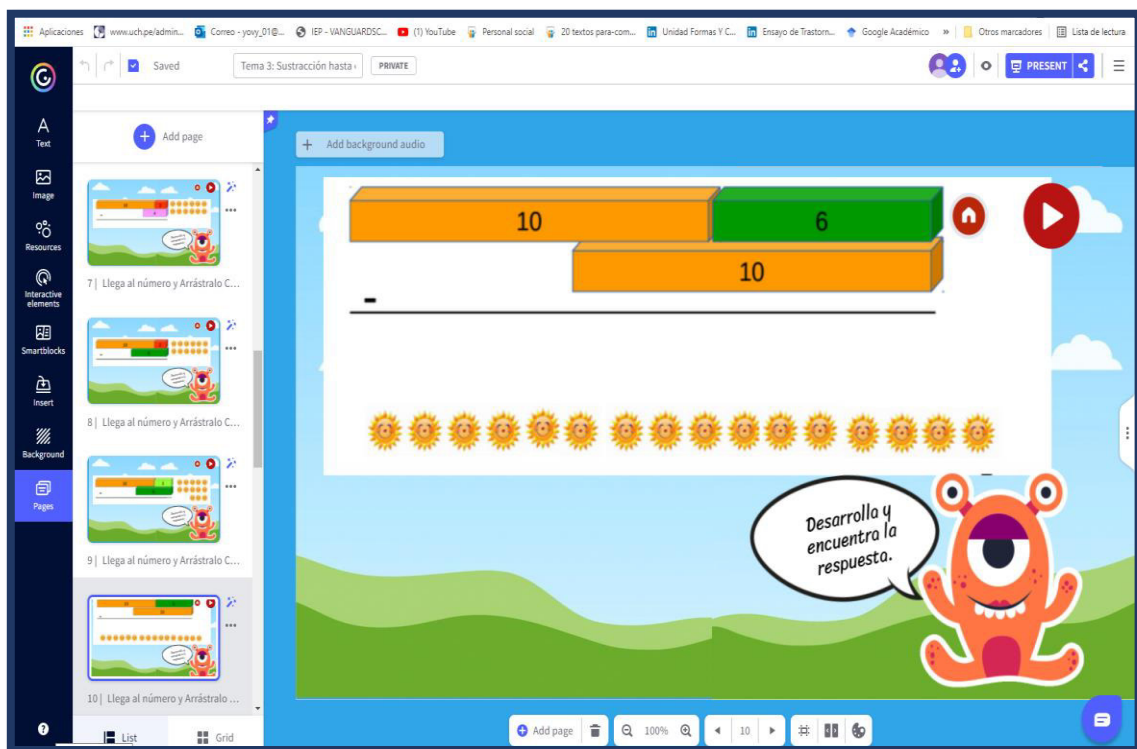 Aplicaciones www.uch.pe/admin... Correo - yovy_01@... IEP - VANGUARDSC... (1) YouTube Personal social 20 textos para-com... Unidad Formas Y C... Ensayo de Trastorn... Google Académico » Otros marcadores Lista de lectura
Saved Tema 3: Sustracción hasta PRIVATE PRESENT
Text
Image
Resources
Interactive
elements
Smartblocks
Insert
Background
Pages
Add page
7 | Llega al número y Arrástralo C...
8 | Llega al número y Arrástralo C...
9 | Llega al número y Arrástralo C...
10 | Llega al número y Arrástralo ...
List Grid
+ Add background audio
10 6
10
-
Desarrolla y
encuentra la
respuesta.
Add page 100% 10